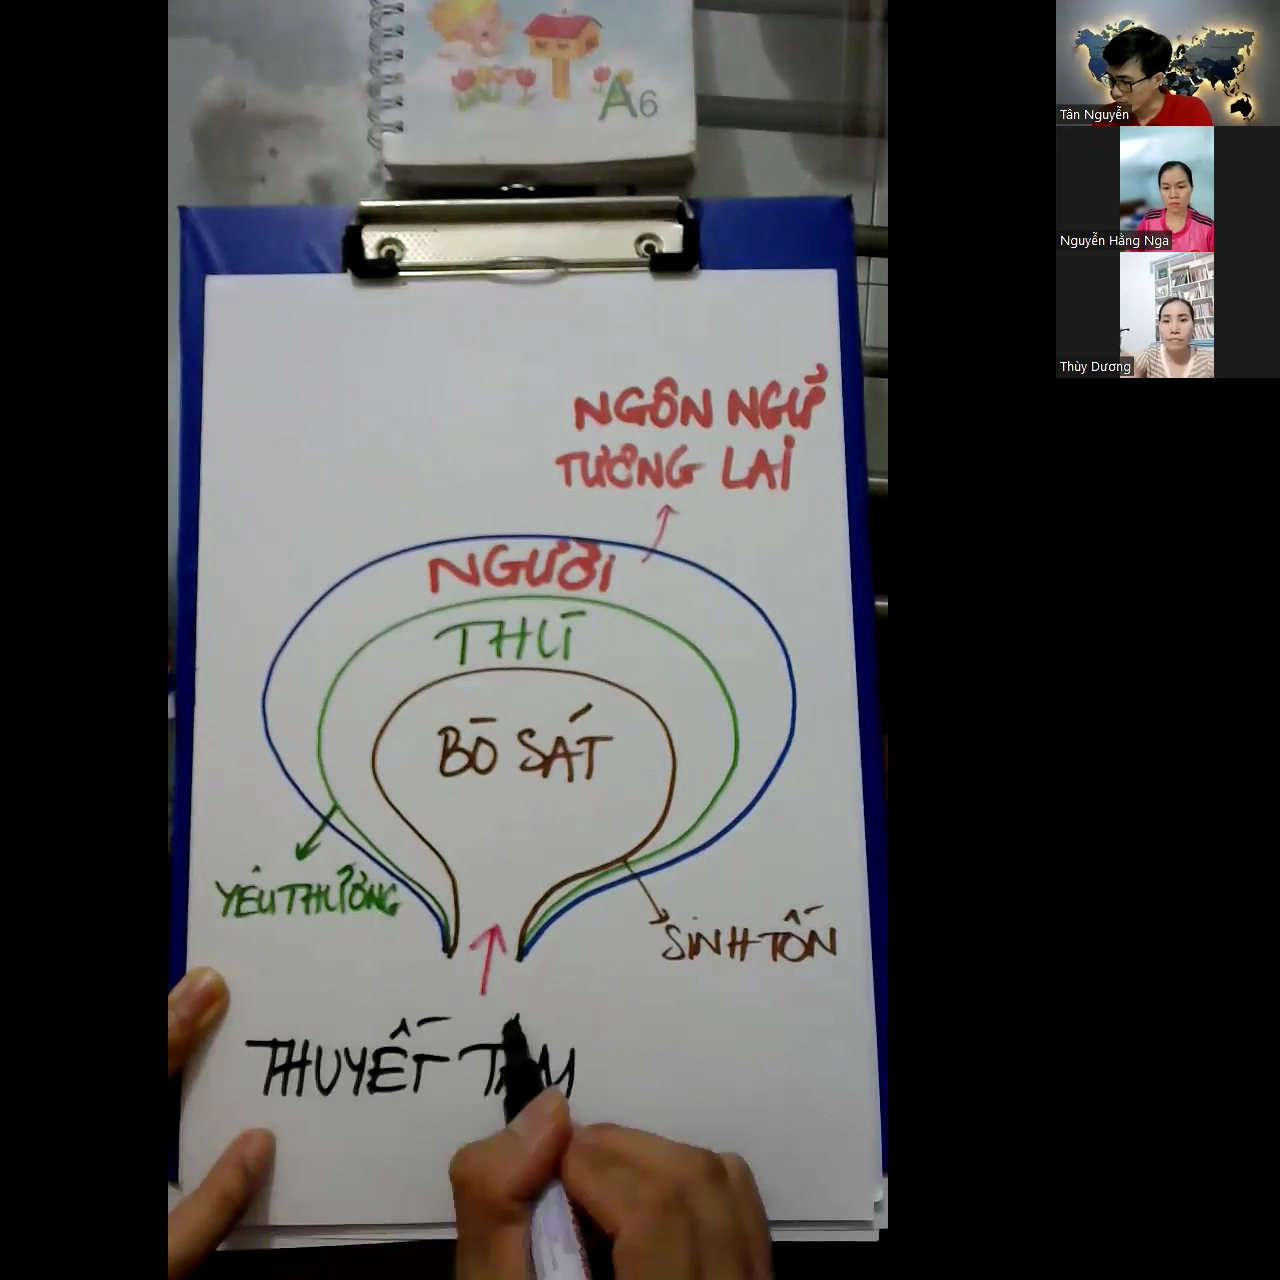 A6
Tân Nguyễn
Nguyễn Hằng Nga
Thùy Dương
NGÔN NGỮ
TƯƠNG LAI
NGƯỜI
THÚ
BÒ SÁT
YÊU THƯƠNG
SINH TỒN
THUYẾT